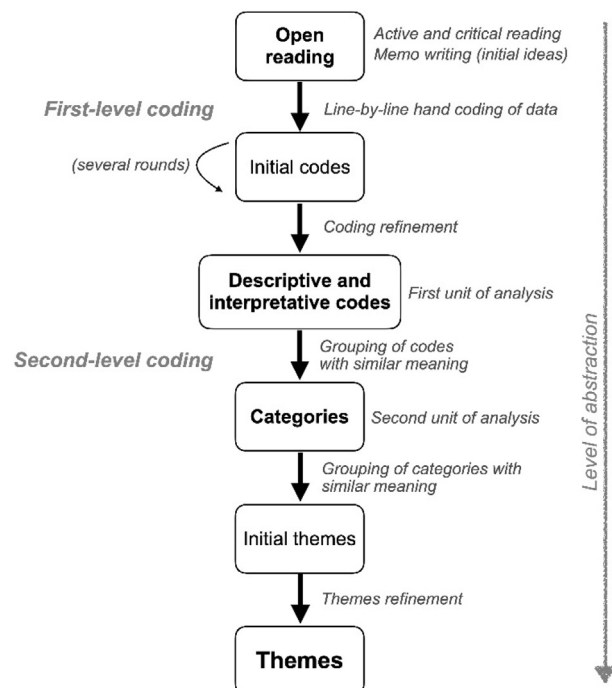 Open
reading
Active and critical reading
Memo writing (initial ideas)
First-level coding
Line-by-line hand coding of data
(several rounds)
Initial codes
Coding refinement
Descriptive and
interpretative codes
First unit of analysis
Second-level coding
Grouping of codes
with similar meaning
Categories
Second unit of analysis
Grouping of categories with
similar meaning
Initial themes
Themes refinement
Themes
Level of abstraction